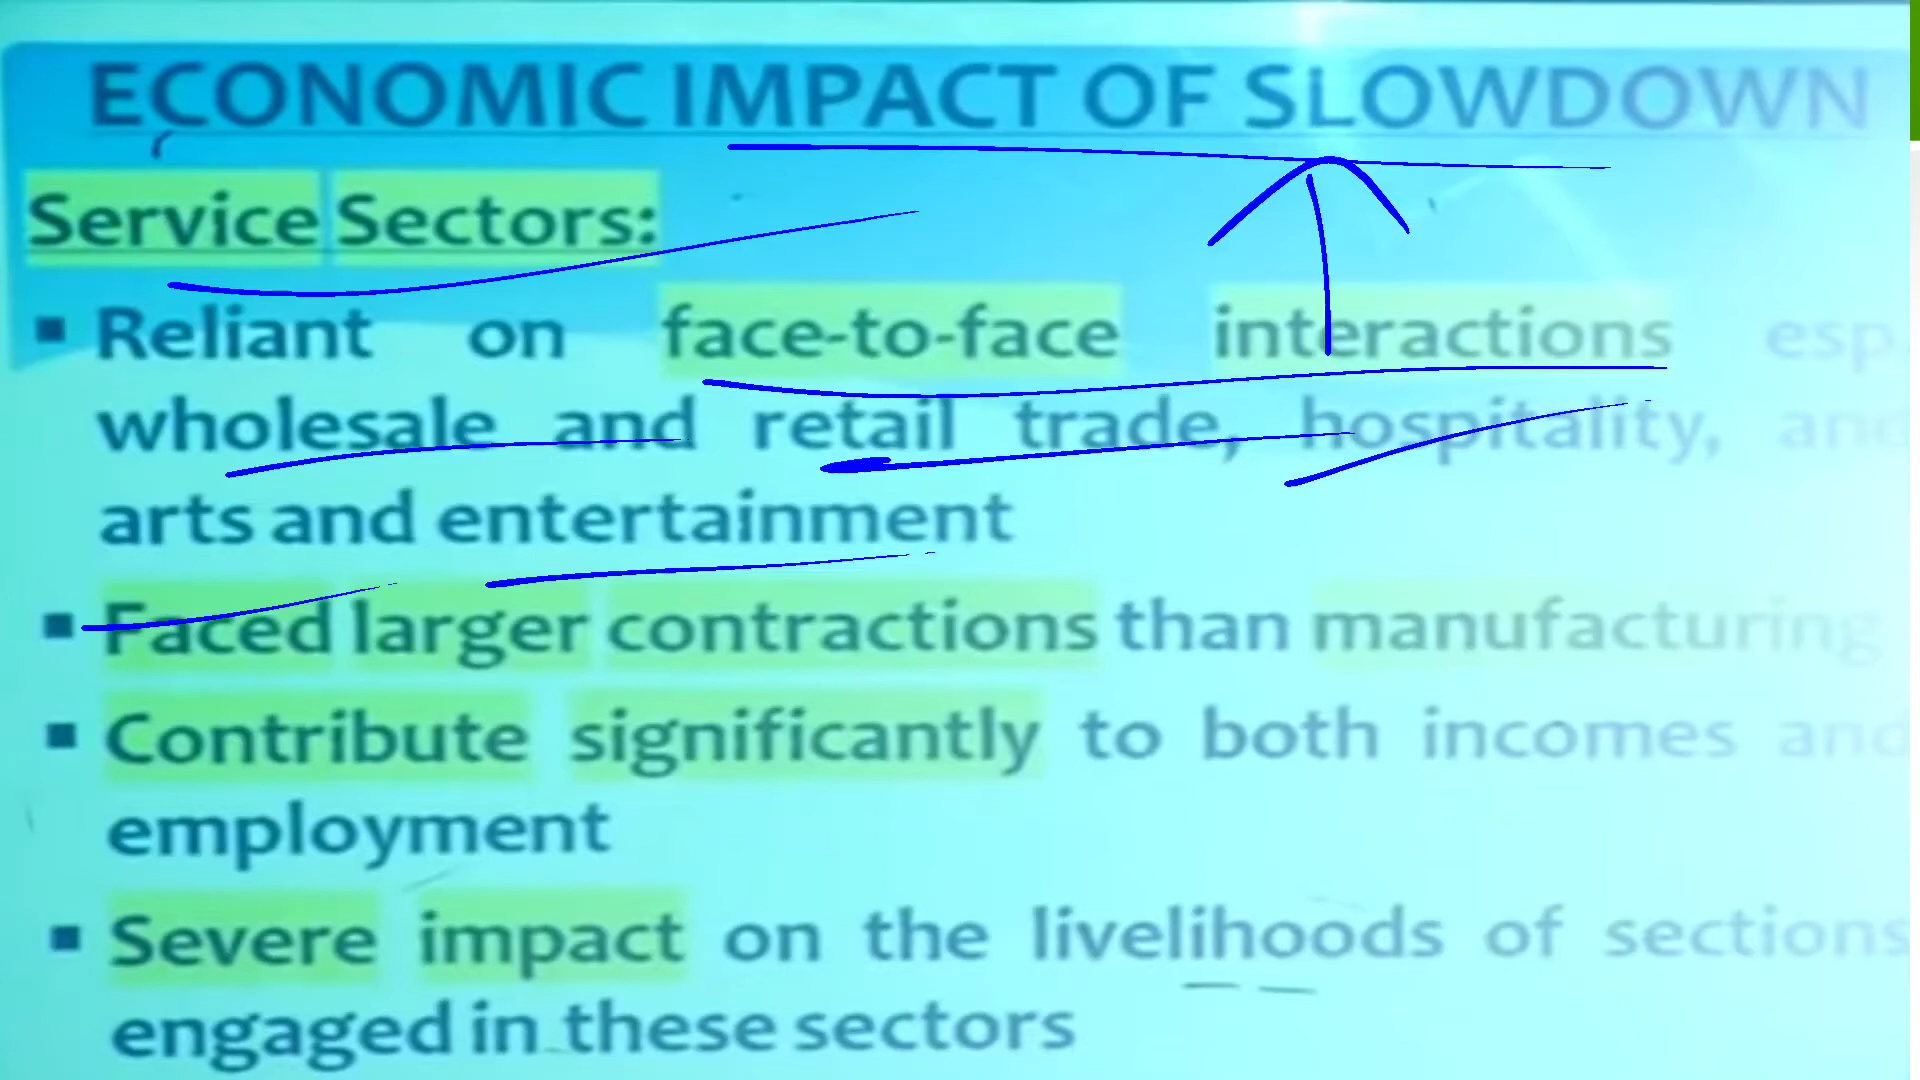 ECONOMIC IMPACT OF SLOWDOWN
Service Sectors:
▪ Reliant on face-to-face interactions esp.
wholesale and retail trade, hospitality, and
arts and entertainment
▪ Faced larger contractions than manufacturing
▪ Contribute significantly to both incomes and
employment
▪ Severe impact on the livelihoods of sections
engaged in these sectors